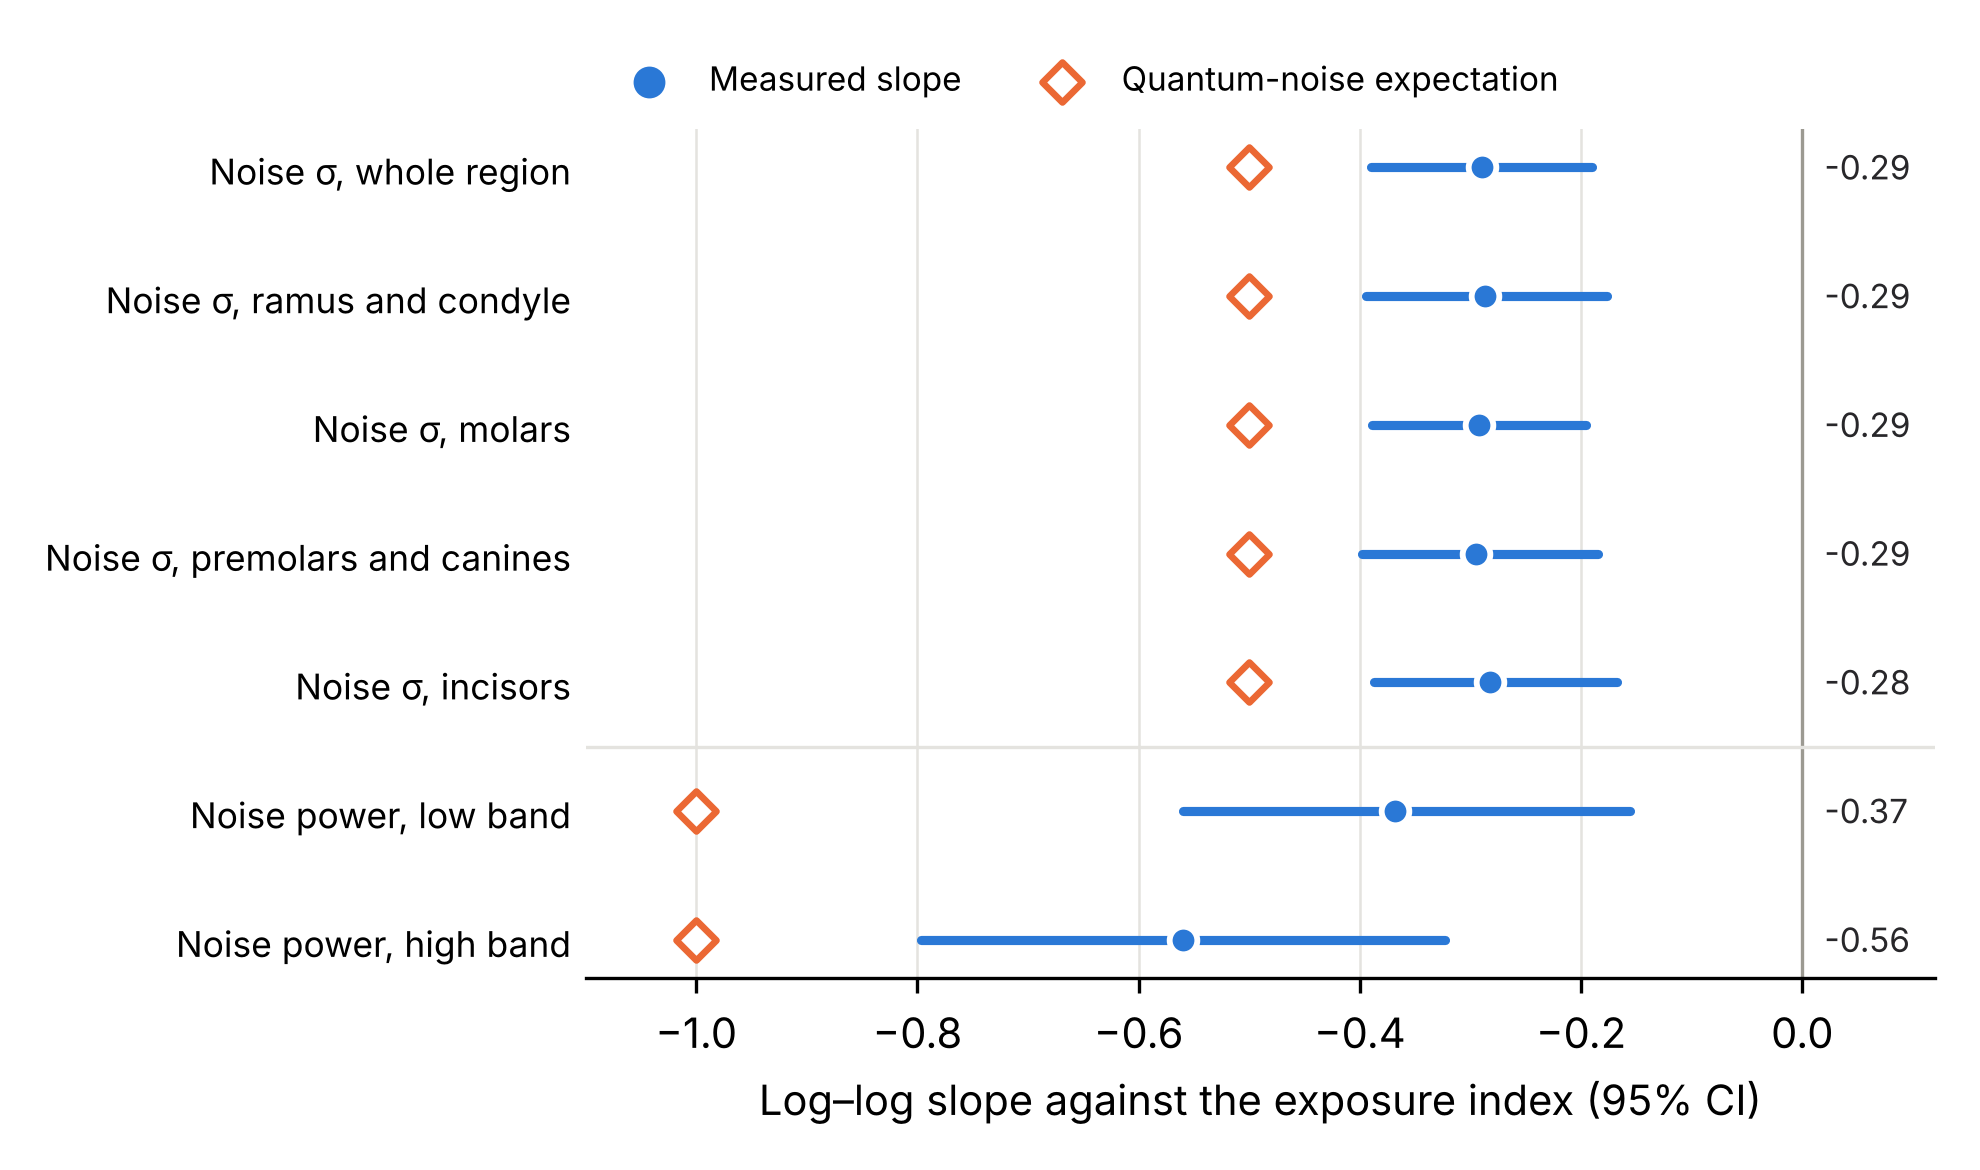 Measured slope
Quantum-noise expectation
Noise σ, whole region
-0.29
Noise σ, ramus and condyle
-0.29
Noise σ, molars
-0.29
Noise σ, premolars and canines
-0.29
Noise σ, incisors
-0.28
Noise power, low band
-0.37
Noise power, high band
-0.56
−1.0 −0.8 −0.6 −0.4 −0.2 0.0
Log–log slope against the exposure index (95% CI)